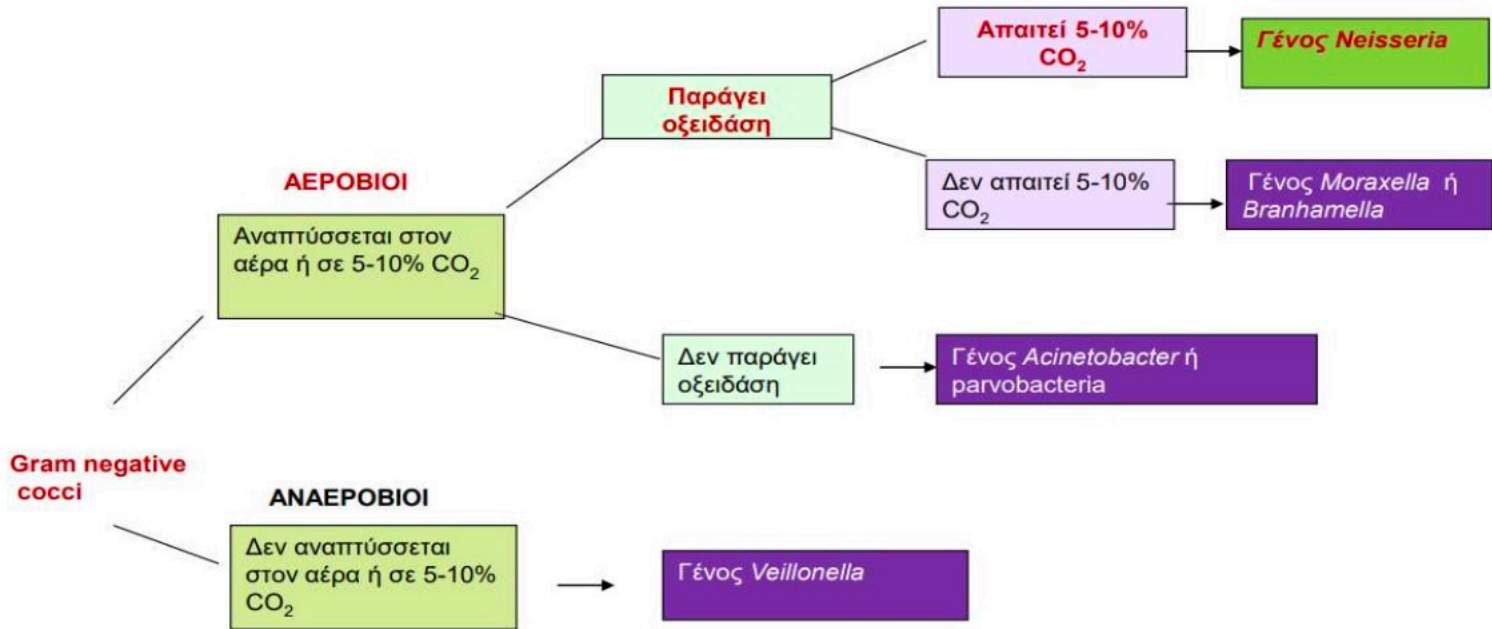 Απαιτεί 5-10%
CO₂
Γένος Neisseria
Παράγει
οξειδάση
ΑΕΡΟΒΙΟΙ
Δεν απαιτεί 5-10%
CO₂
Γένος Moraxella ή
Branhamella
Αναπτύσσεται στον
αέρα ή σε 5-10% CO₂
Δεν παράγει
οξειδάση
Γένος Acinetobacter ή
parvobacteria
Gram negative
cocci
ΑΝΑΕΡΟΒΙΟΙ
Δεν αναπτύσσεται
στον αέρα ή σε 5-10%
CO₂
Γένος Veillonella